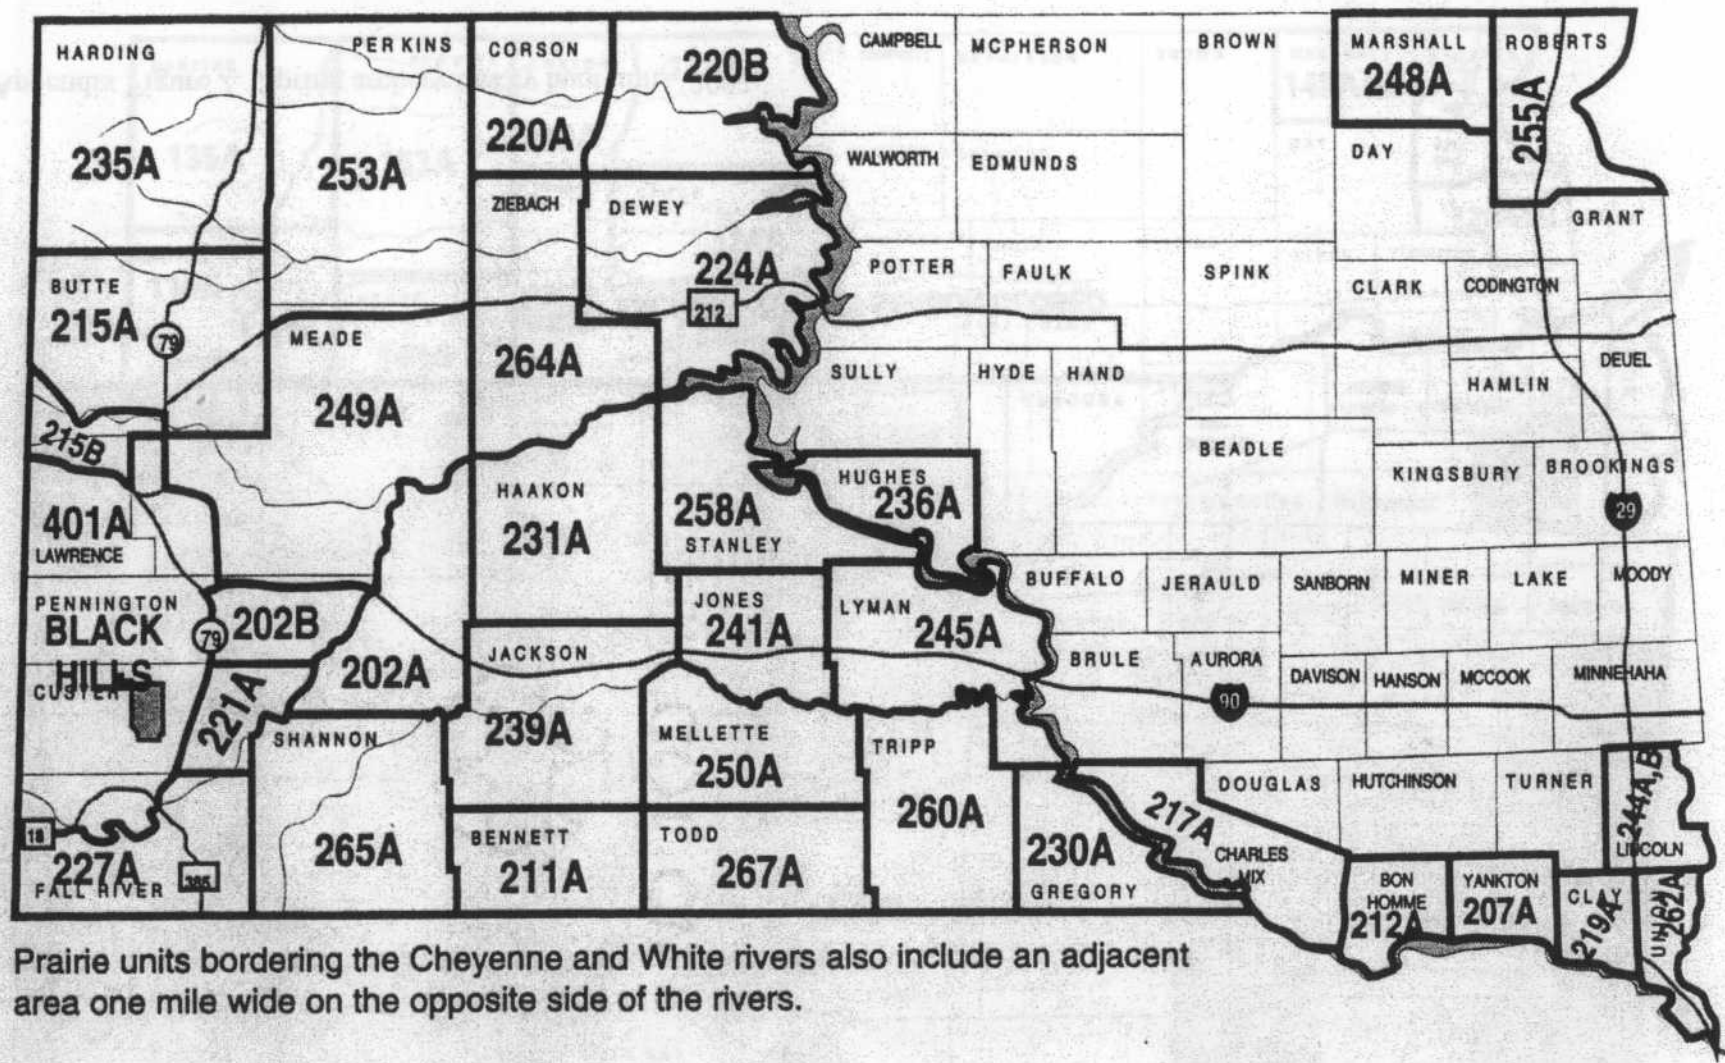 HARDING
PERKINS
CORSON
220B
CAMPBELL
MCPHERSON
BROWN
MARSHALL
ROBERTS
248A
255A
235A
253A
220A
WALWORTH
EDMUNDS
DAY
ZIEBACH
DEWEY
GRANT
BUTTE
215A
79
224A
212
POTTER
FAULK
SPINK
CLARK
CODINGTON
MEADE
249A
264A
SULLY
HYDE
HAND
HAMLIN
DEUEL
215B
BEADLE
KINGSBURY
BROOKINGS
29
401A
LAWRENCE
HAAKON
231A
258A
STANLEY
HUGHES
236A
PENNINGTON
BLACK
HILLS
79
202B
JONES
241A
LYMAN
245A
BUFFALO
JERAULD
SANBORN
MINER
LAKE
MOODY
CUSTER
221A
202A
JACKSON
BRULE
AURORA
90
DAVISON
HANSON
MCCOOK
MINNEHAHA
SHANNON
239A
MELLETTE
250A
TRIPP
260A
217A
DOUGLAS
HUTCHINSON
TURNER
244A,B
LINCOLN
18
227A
FALL RIVER
385
265A
BENNETT
211A
TODD
267A
230A
GREGORY
CHARLES
MIX
BON
HOMME
212A
YANKTON
207A
CLAY
219A
UNION
262A
Prairie units bordering the Cheyenne and White rivers also include an adjacent
area one mile wide on the opposite side of the rivers.